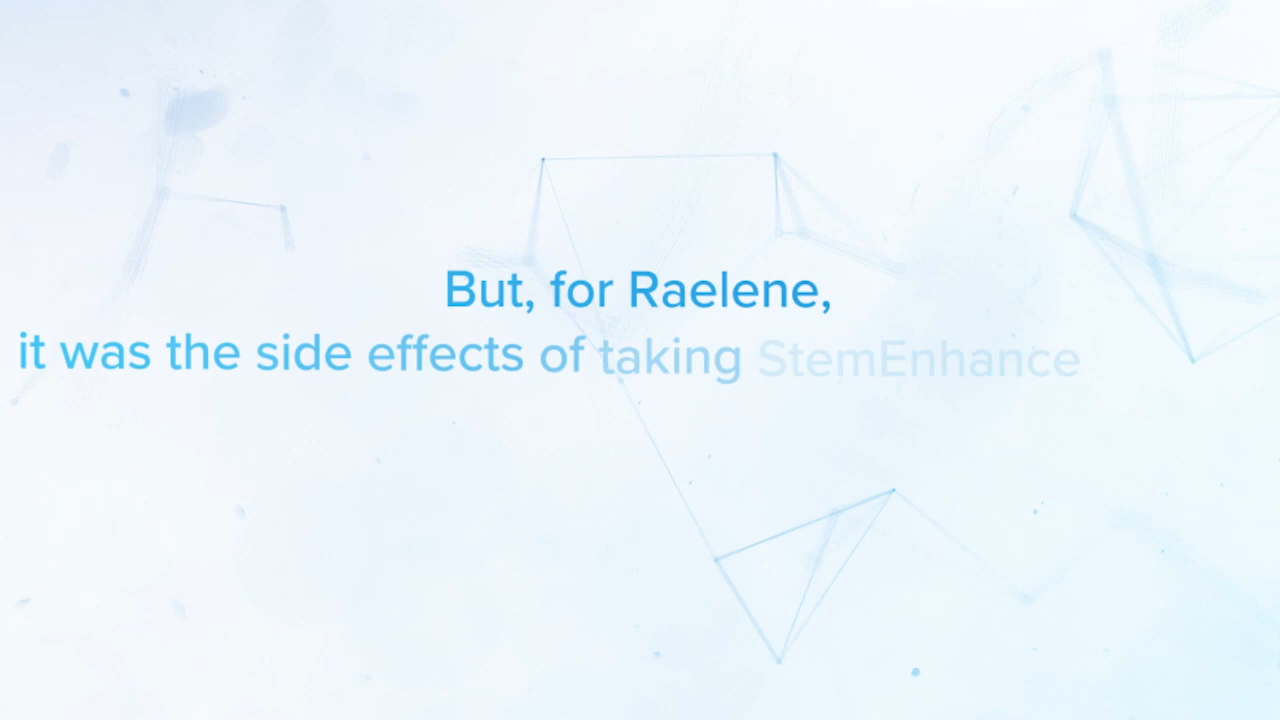 But, for Raelene,
it was the side effects of taking StemEnhance